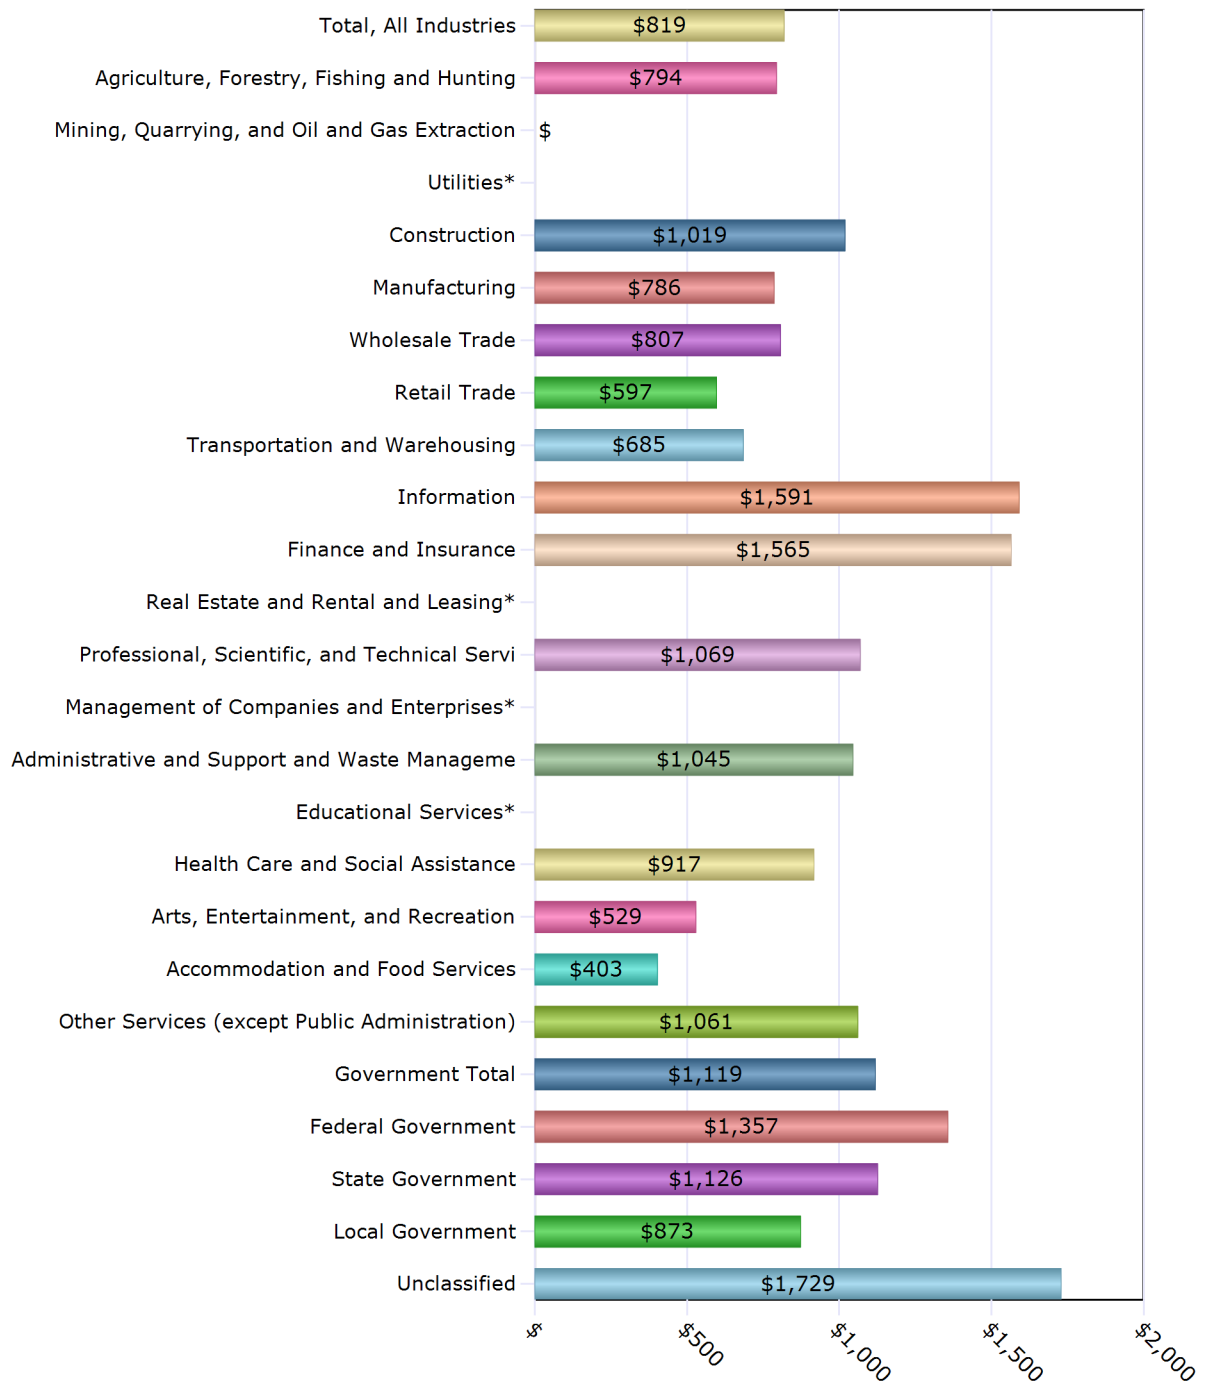 Total, All Industries $819
Agriculture, Forestry, Fishing and Hunting $794
Mining, Quarrying, and Oil and Gas Extraction $
Utilities*
Construction $1,019
Manufacturing $786
Wholesale Trade $807
Retail Trade $597
Transportation and Warehousing $685
Information $1,591
Finance and Insurance $1,565
Real Estate and Rental and Leasing*
Professional, Scientific, and Technical Servi $1,069
Management of Companies and Enterprises*
Administrative and Support and Waste Manageme $1,045
Educational Services*
Health Care and Social Assistance $917
Arts, Entertainment, and Recreation $529
Accommodation and Food Services $403
Other Services (except Public Administration) $1,061
Government Total $1,119
Federal Government $1,357
State Government $1,126
Local Government $873
Unclassified $1,729
$ $500 $1,000 $1,500 $2,000